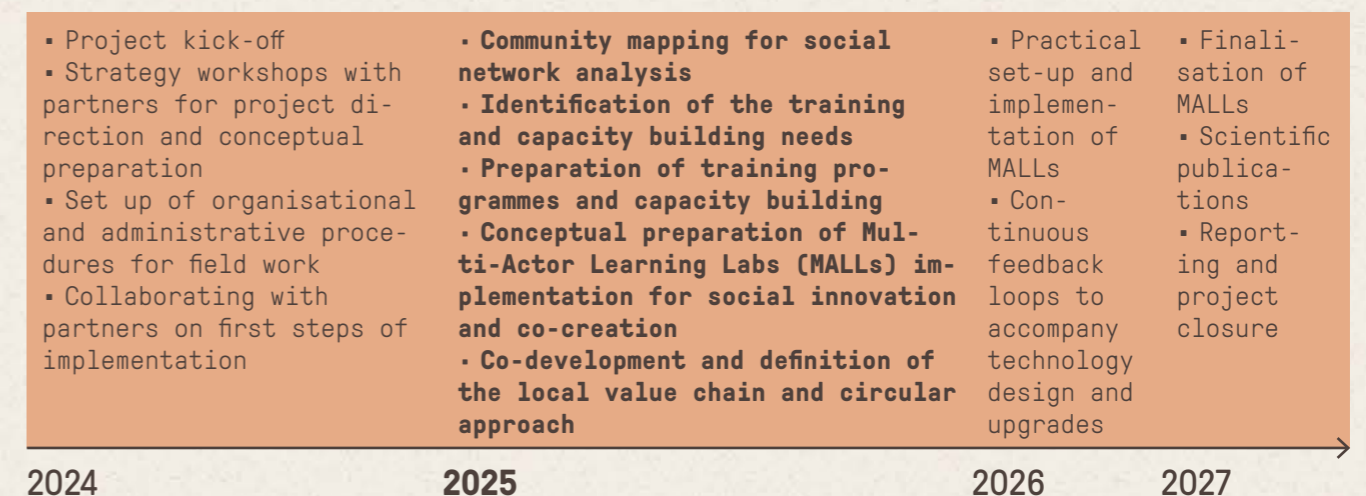 ▪ Project kick-off
▪ Strategy workshops with
partners for project di-
rection and conceptual
preparation
▪ Set up of organisational
and administrative proce-
dures for field work
▪ Collaborating with
partners on first steps of
implementation
▪ Community mapping for social
network analysis
▪ Identification of the training
and capacity building needs
▪ Preparation of training pro-
grammes and capacity building
▪ Conceptual preparation of Mul-
ti-Actor Learning Labs (MALLs) im-
plementation for social innovation
and co-creation
▪ Co-development and definition of
the local value chain and circular
approach
▪ Practical
set-up and
implemen-
tation of
MALLs
▪ Con-
tinuous
feedback
loops to
accompany
technology
design and
upgrades
▪ Finali-
sation of
MALLs
▪ Scientific
publica-
tions
▪ Report-
ing and
project
closure
2024
2025
2026
2027